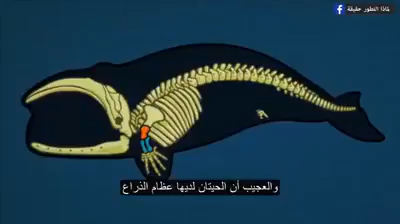 لماذا التطور حقيقة
والعجيب أن الحيتان لديها عظام الذراع